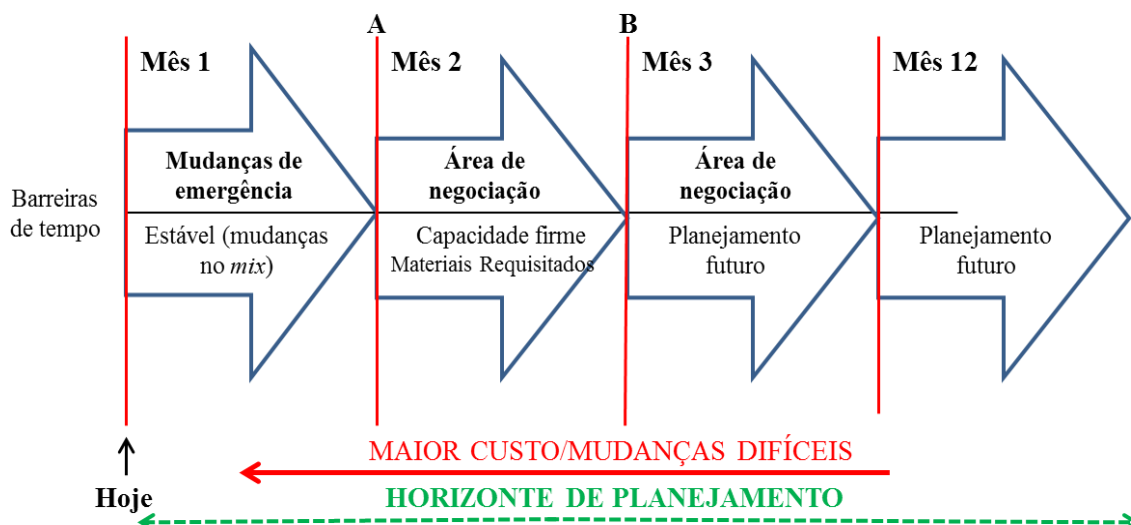 A
B
Mês 1
Mês 2
Mês 3
Mês 12
Barreiras
de tempo
Mudanças de
emergência
Estável (mudanças
no mix)
Área de
negociação
Capacidade firme
Materiais Requisitados
Área de
negociação
Planejamento
futuro
Planejamento
futuro
MAIOR CUSTO/MUDANÇAS DIFÍCEIS
Hoje
HORIZONTE DE PLANEJAMENTO